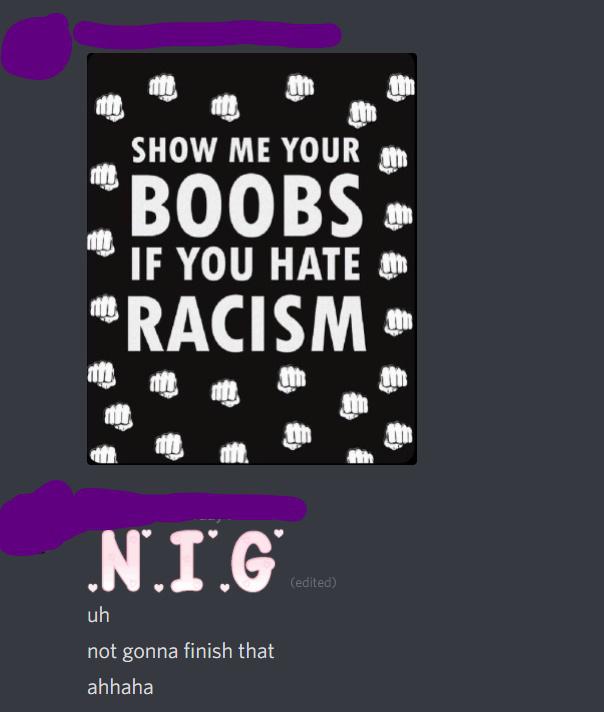 SHOW ME YOUR
BOOBS
IF YOU HATE
RACISM
N I G (edited)
uh
not gonna finish that
ahhaha